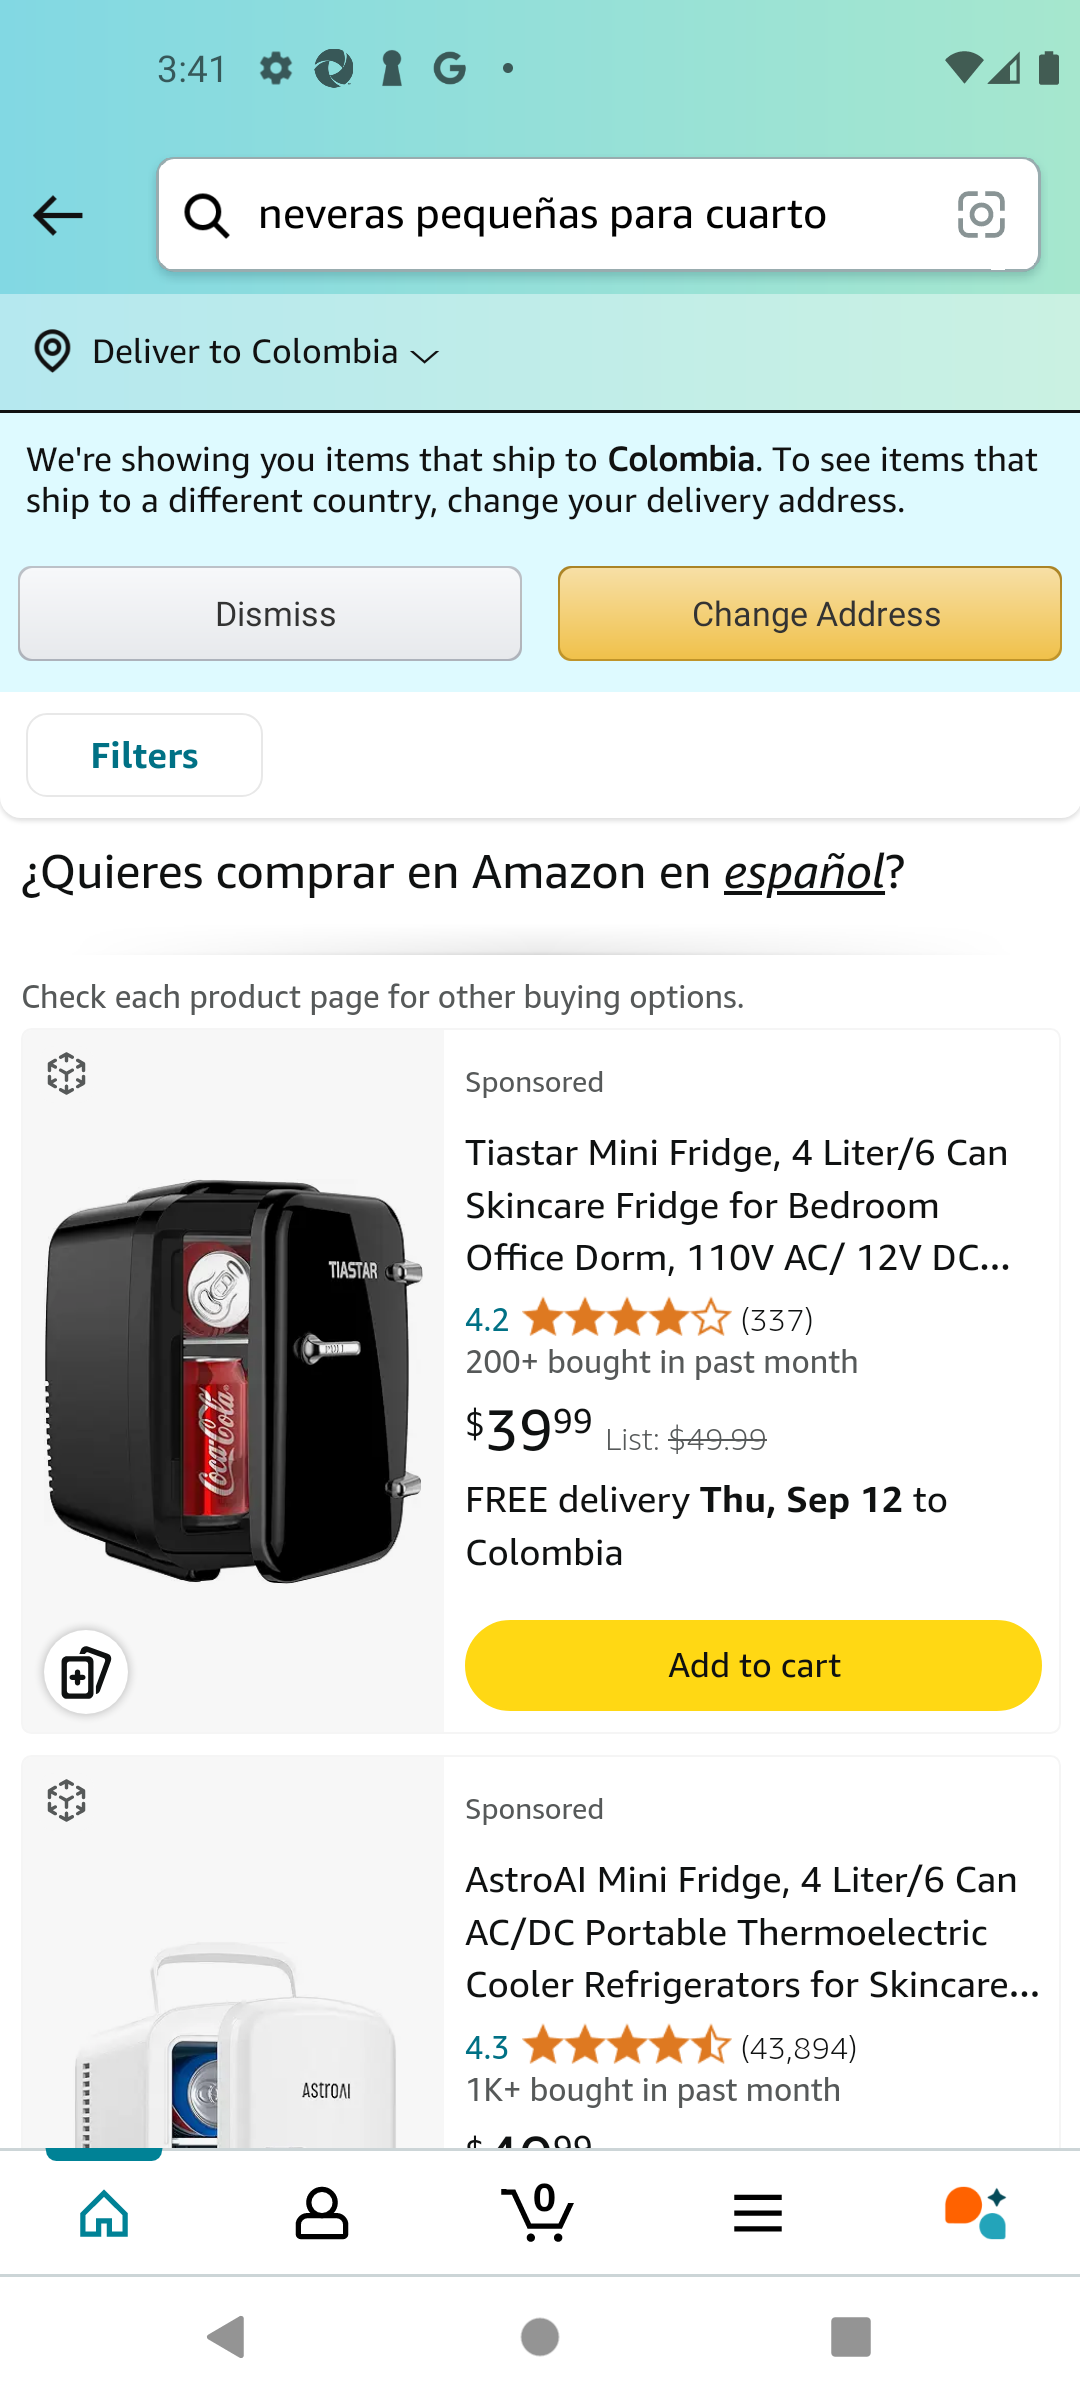 3:41
neveras pequeñas para cuarto
Deliver to Colombia
We're showing you items that ship to Colombia. To see items that
ship to a different country, change your delivery address.
Dismiss
Change Address
Filters
¿Quieres comprar en Amazon en español?
Check each product page for other buying options.
Sponsored
Tiastar Mini Fridge, 4 Liter/6 Can
Skincare Fridge for Bedroom
Office Dorm, 110V AC/ 12V DC...
4.2 (337)
200+ bought in past month
$39 99 List: $49.99
FREE delivery Thu, Sep 12 to
Colombia
Add to cart
TIASTAR
Coca-Cola
Sponsored
AstroAI Mini Fridge, 4 Liter/6 Can
AC/DC Portable Thermoelectric
Cooler Refrigerators for Skincare...
4.3 (43,894)
1K+ bought in past month
ASTROAI
0